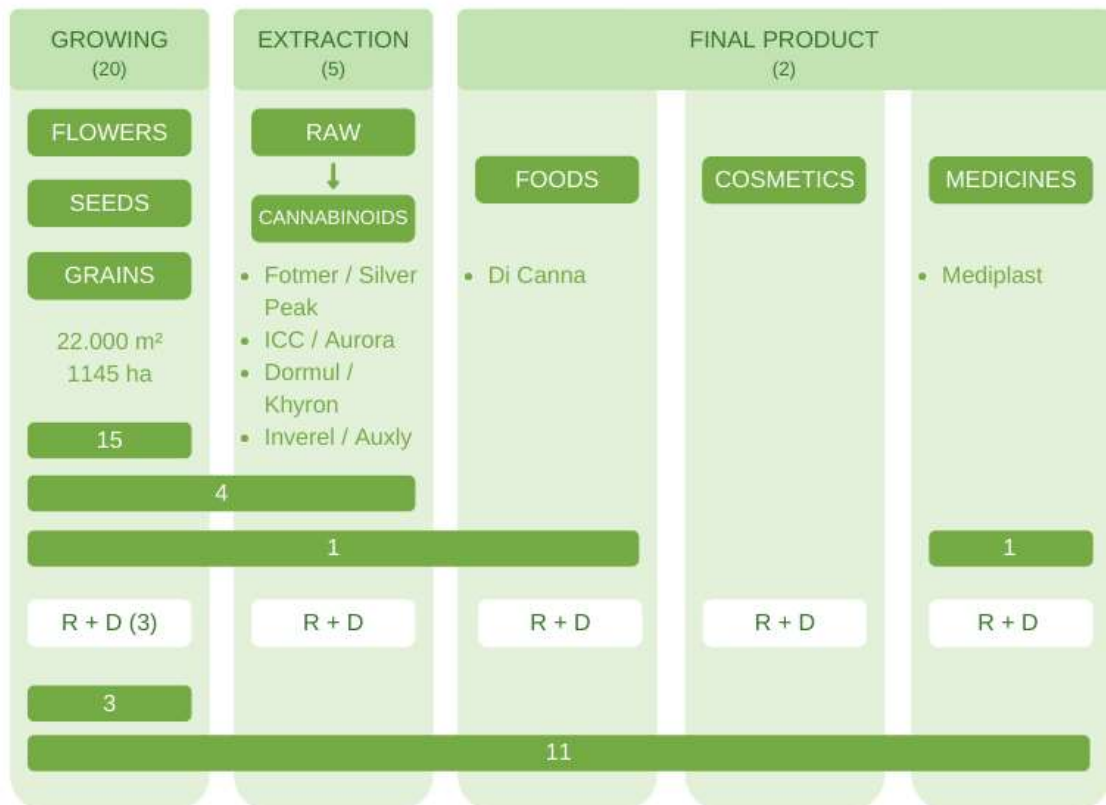 GROWING
(20)
FLOWERS
SEEDS
GRAINS
22.000 m²
1145 ha
EXTRACTION
(5)
RAW
CANNABINOIDS
• Fotmer / Silver
Peak
• ICC / Aurora
• Dormul /
Khyron
• Inverel / Auxly
FINAL PRODUCT
(2)
FOODS
• Di Canna
COSMETICS
MEDICINES
• Mediplast
15
4
1
1
R + D (3)
R + D
R + D
R + D
R + D
3
11